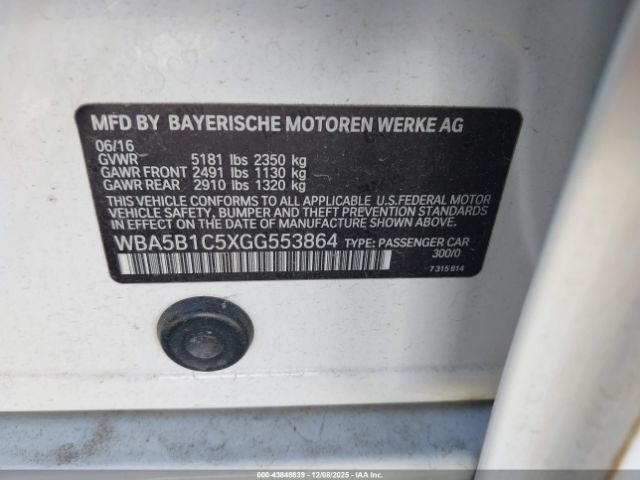 MFD BY BAYERISCHE MOTOREN WERKE AG
06/16
GVWR 5181 lbs 2350 kg
GAWR FRONT 2491 lbs 1130 kg
GAWR REAR 2910 lbs 1320 kg
THIS VEHICLE CONFORMS TO ALL APPLICABLE U.S.FEDERAL MOTOR
VEHICLE SAFETY, BUMPER AND THEFT PREVENTION STANDARDS
IN EFFECT ON THE DATE OF MANUFACTURE SHOWN ABOVE.
WBA5B1C5XGG553864 TYPE: PASSENGER CAR
300/0
7 315 814
000-43848839 - 12/08/2025 - IAA Inc.